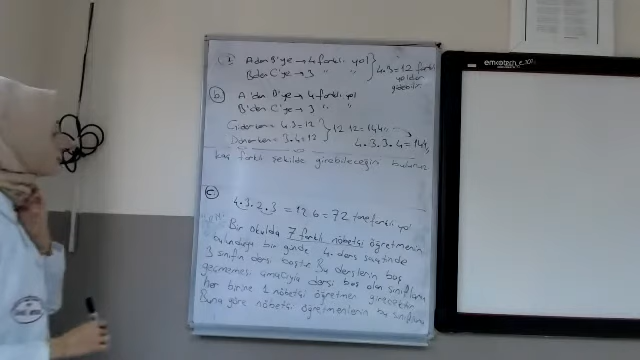 A'dan B'ye → 4 farklı yol
B'den C'ye → 3 " "
4.3=12 farklı yoldan gidebilir
b) A'dan B'ye → 4 farklı yol
B'den C'ye → 3 " "
Giderken = 4.3=12
Dönerken = 3.4=12
12.12=144
4.3.3.4=144
kaç farklı şekilde girebileceğini bulunuz
c)
4.3.2.3 = 12.6=72 tane farklı yol
Bir okulda 7 farklı nöbetçi öğretmenin
bulunduğu bir günde 4. ders saatinde
3 sınıfın dersi boştur. Bu derslerin boş
geçmemesi amacıyla dersi boş olan sınıfların
her birine 1 nöbetçi öğretmen girecektir
Buna göre nöbetçi öğretmenlerin bu sınıflara